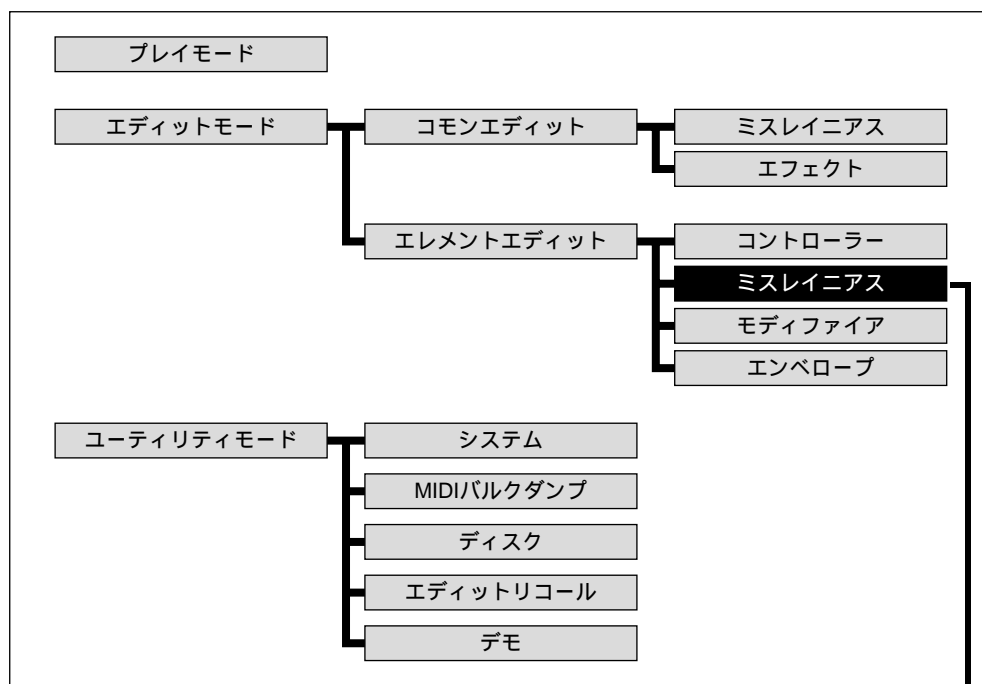 プレイモード
エディットモード
コモンエディット
ミスレイニアス
エフェクト
エレメントエディット
コントローラー
ミスレイニアス
モディファイア
エンベロープ
ユーティリティモード
システム
MIDIバルクダンプ
ディスク
エディットリコール
デモ